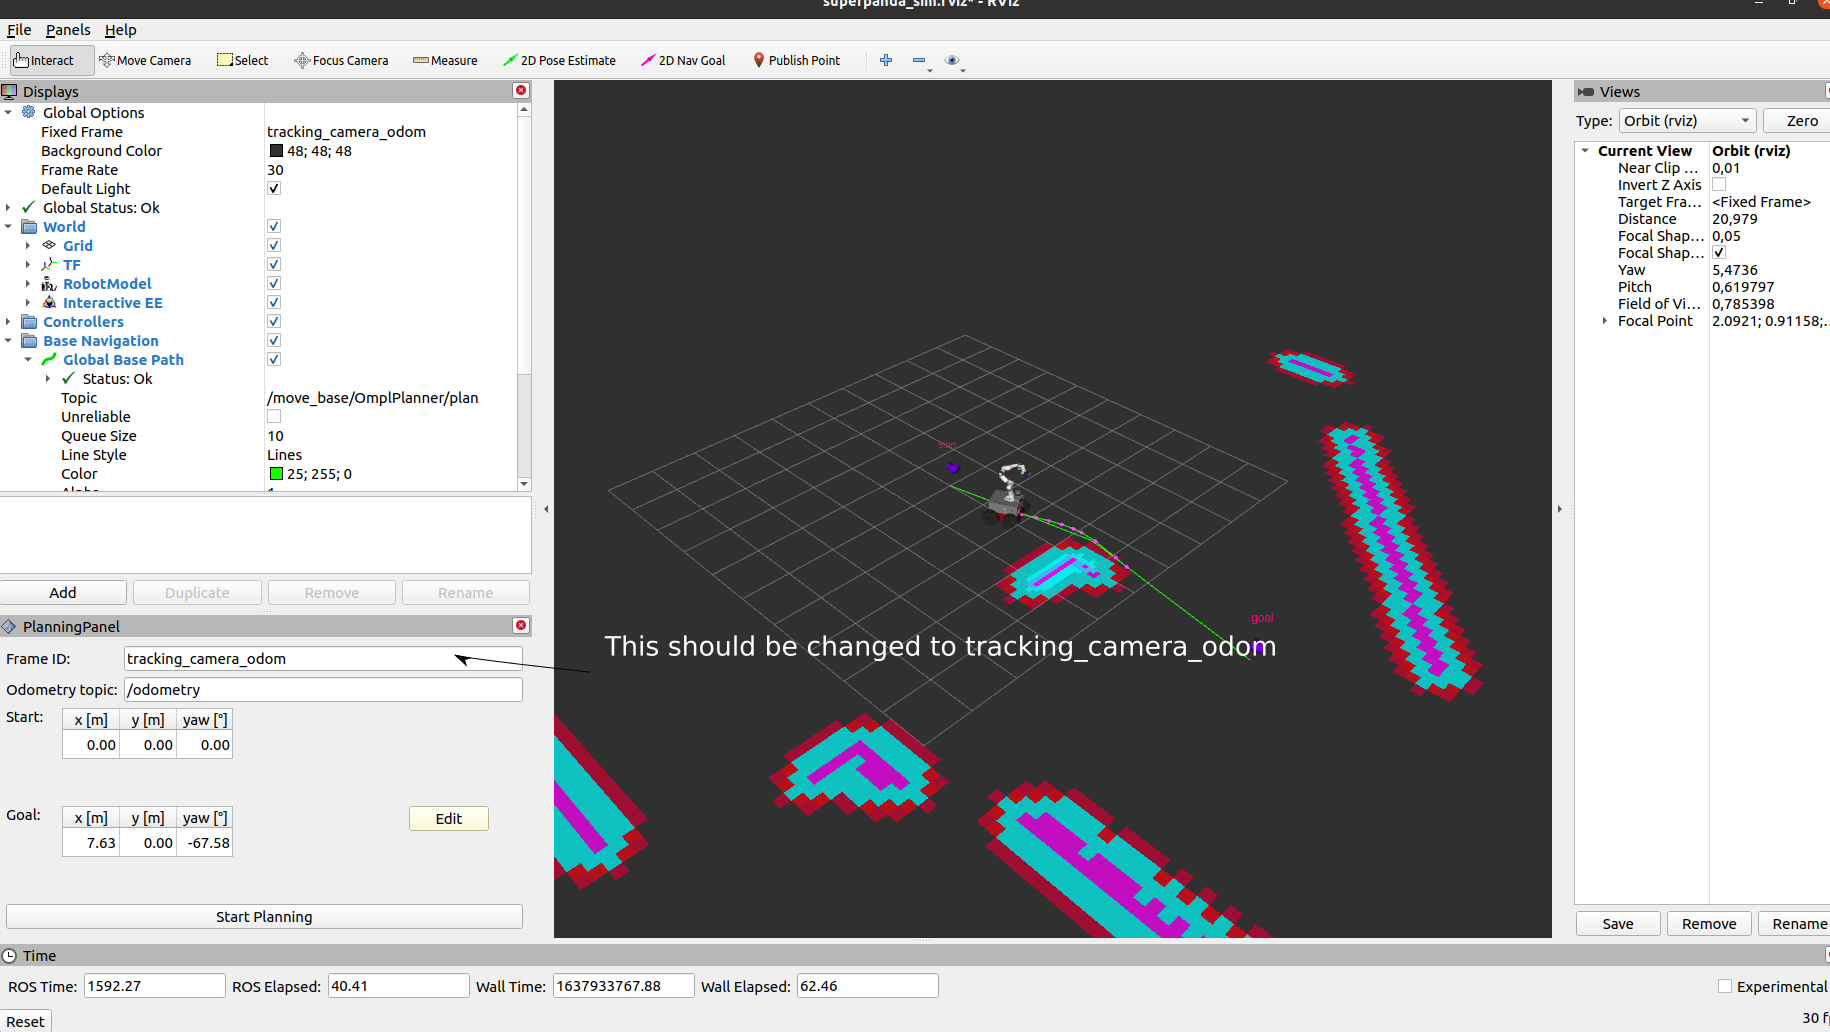 superpanda_sim.rviz* - RViz
File Panels Help
Interact Move Camera Select Focus Camera Measure 2D Pose Estimate 2D Nav Goal Publish Point
Displays
Global Options
Fixed Frame tracking_camera_odom
Background Color 48; 48; 48
Frame Rate 30
Default Light
Global Status: Ok
World
Grid
TF
RobotModel
Interactive EE
Controllers
Base Navigation
Global Base Path
Status: Ok
Topic /move_base/OmplPlanner/plan
Unreliable
Queue Size 10
Line Style Lines
Color 25; 255; 0
Alpha 1
Add Duplicate Remove Rename
PlanningPanel
Frame ID: tracking_camera_odom
Odometry topic: /odometry
Start: x [m] y [m] yaw [°]
0.00 0.00 0.00
Goal: x [m] y [m] yaw [°]
7.63 0.00 -67.58
Edit
Start Planning
start
goal
This should be changed to tracking_camera_odom
Views
Type: Orbit (rviz) Zero
Current View Orbit (rviz)
Near Clip ... 0,01
Invert Z Axis
Target Fra... <Fixed Frame>
Distance 20,979
Focal Shap... 0,05
Focal Shap...
Yaw 5,4736
Pitch 0,619797
Field of Vi... 0,785398
Focal Point 2.0921; 0.91158;...
Save Remove Rename
Time
ROS Time: 1592.27 ROS Elapsed: 40.41 Wall Time: 1637933767.88 Wall Elapsed: 62.46 Experimental
Reset 30 f